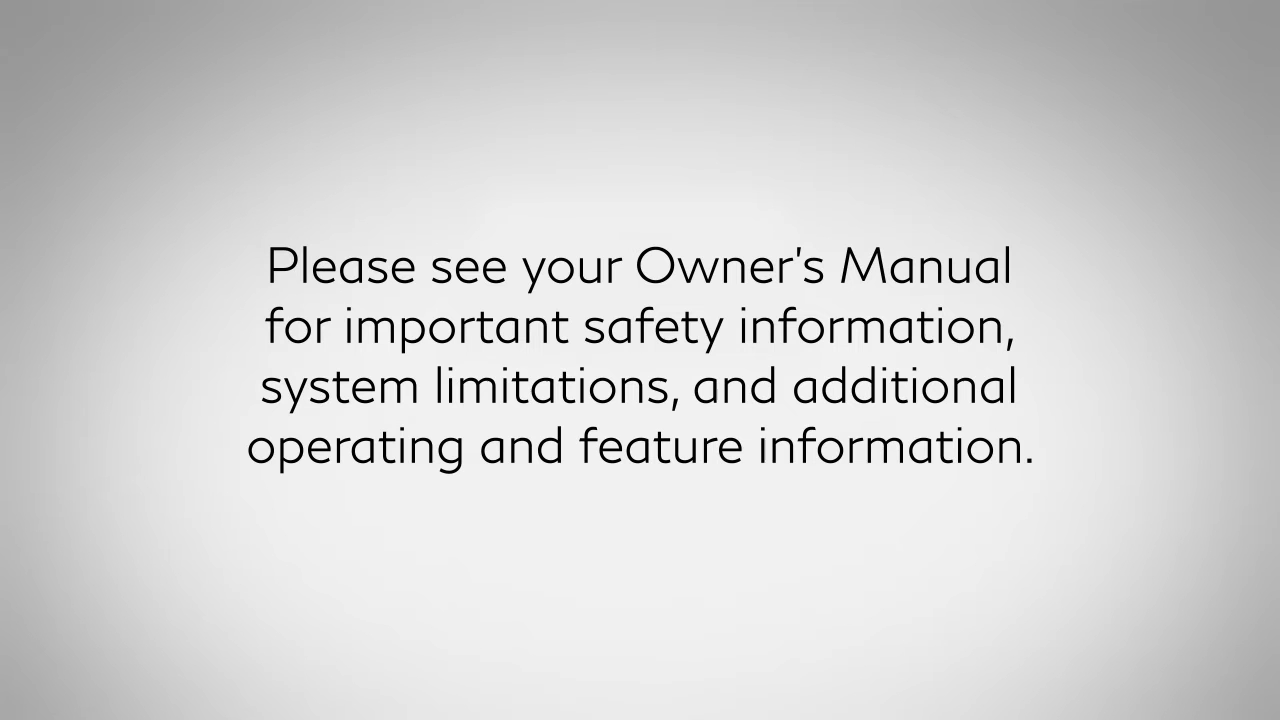 Please see your Owner's Manual
for important safety information,
system limitations, and additional
operating and feature information.